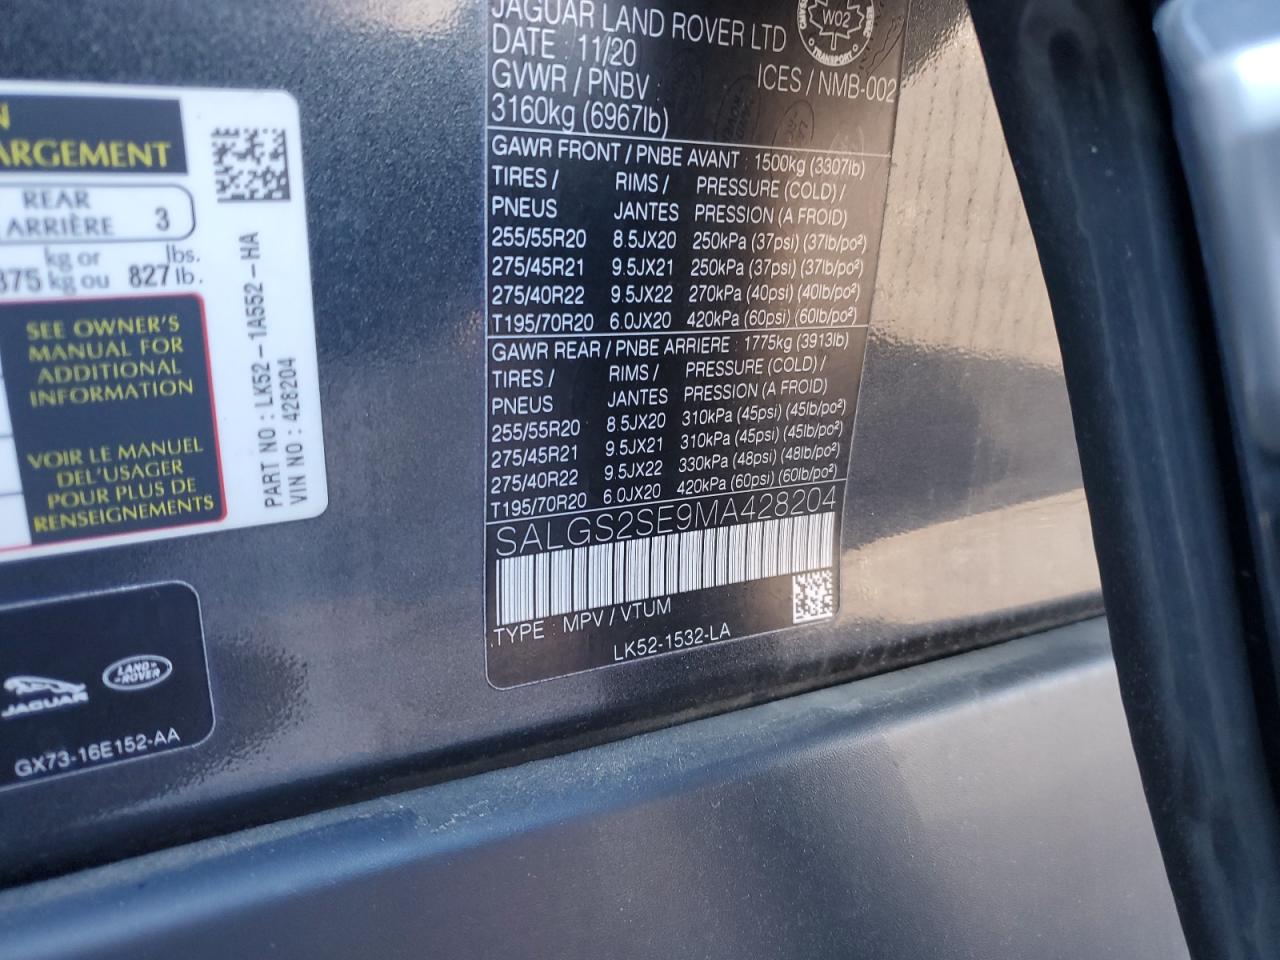 N
ARGEMENT
REAR
ARRIÈRE 3
kg or lbs.
375 kg ou 827 lb.
SEE OWNER'S
MANUAL FOR
ADDITIONAL
INFORMATION
VOIR LE MANUEL
DEL'USAGER
POUR PLUS DE
RENSEIGNEMENTS
PART NO : LK52-1A552-HA
VIN NO : 428204
JAGUAR
LAND-
-ROVER
GX73-16E152-AA
JAGUAR LAND ROVER LTD
DATE : 11/20
GVWR / PNBV :
3160kg (6967lb)
W02
TRANSPORT
ICES / NMB-002
GAWR FRONT / PNBE AVANT : 1500kg (3307lb)
TIRES / RIMS / PRESSURE (COLD) /
PNEUS JANTES PRESSION (A FROID)
255/55R20 8.5JX20 250kPa (37psi) (37lb/po²)
275/45R21 9.5JX21 250kPa (37psi) (37lb/po²)
275/40R22 9.5JX22 270kPa (40psi) (40lb/po²)
T195/70R20 6.0JX20 420kPa (60psi) (60lb/po²)
GAWR REAR / PNBE ARRIERE : 1775kg (3913lb)
TIRES / RIMS / PRESSURE (COLD) /
PNEUS JANTES PRESSION (A FROID)
255/55R20 8.5JX20 310kPa (45psi) (45lb/po²)
275/45R21 9.5JX21 310kPa (45psi) (45lb/po²)
275/40R22 9.5JX22 330kPa (48psi) (48lb/po²)
T195/70R20 6.0JX20 420kPa (60psi) (60lb/po²)
SALGS2SE9MA428204
TYPE : MPV / VTUM
LK52-1532-LA